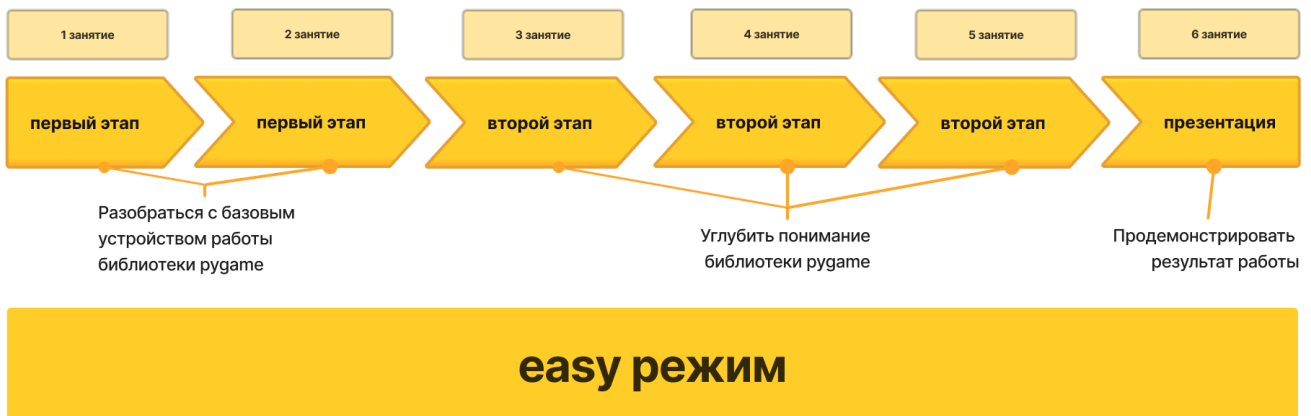 1 занятие
2 занятие
3 занятие
4 занятие
5 занятие
6 занятие
первый этап
первый этап
второй этап
второй этап
второй этап
презентация
Разобраться с базовым
устройством работы
библиотеки pygame
Углубить понимание
библиотеки pygame
Продемонстрировать
результат работы
easy режим